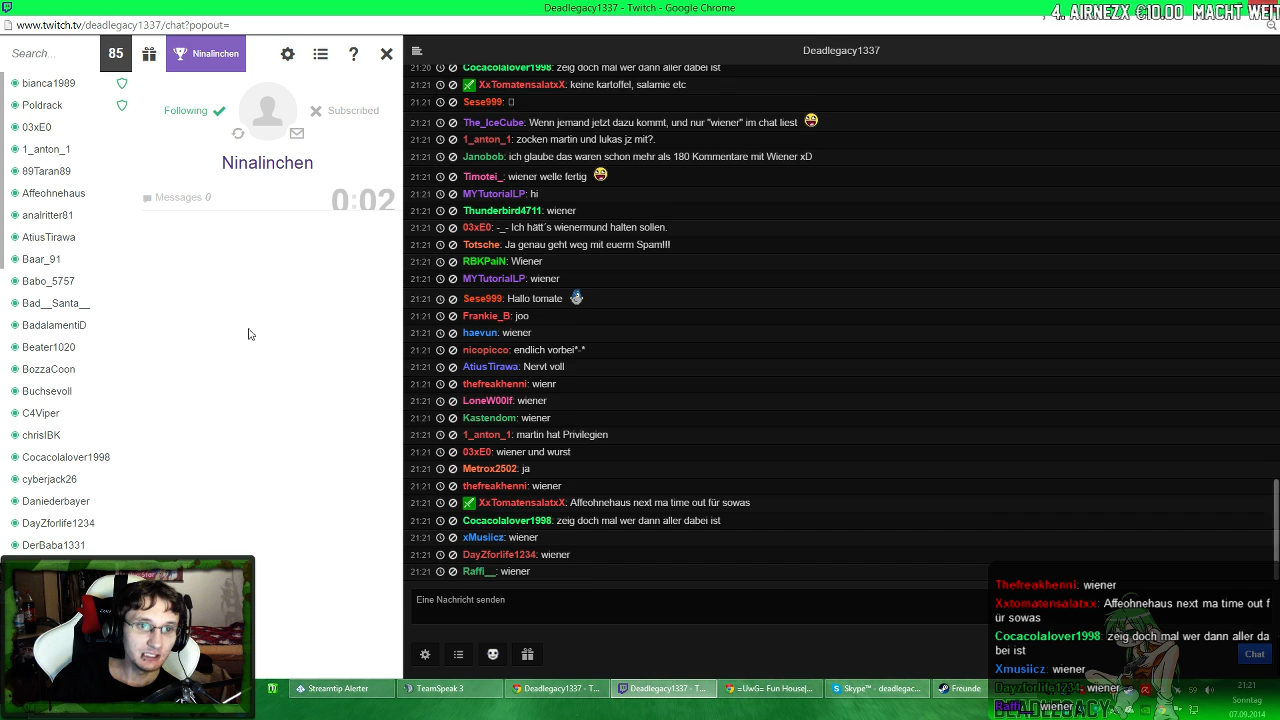 Deadlegacy1337 - Twitch - Google Chrome
4. AIRNEZX €10.00 MACHT WEI
www.twitch.tv/deadlegacy1337/chat?popout=
Search...
85
Ninalinchen
bianca1989
Poldrack
03xE0
1_anton_1
89Taran89
Affeohnehaus
analritter81
AtiusTirawa
Baar_91
Babo_5757
Bad__Santa__
BadalamentiD
Beater1020
BozzaCoon
Buchsevoll
C4Viper
chrisIBK
Cocacolalover1998
cyberjack26
Daniederbayer
DayZforlife1234
DerBaba1331
Following
Subscribed
Ninalinchen
Messages 0
0:02
Deadlegacy1337
21:20 Cocacolalover1998: zeig doch mal wer dann aller dabei ist
21:21 XxTomatensalatxX: keine kartoffel, salamie etc
21:21 Sese999:
21:21 The_IceCube: Wenn jemand jetzt dazu kommt, und nur "wiener" im chat liest
21:21 1_anton_1: zocken martin und lukas jz mit?.
21:21 Janobob: ich glaube das waren schon mehr als 180 Kommentare mit Wiener xD
21:21 Timotei_: wiener welle fertig
21:21 MYTutorialLP: hi
21:21 Thunderbird4711: wiener
21:21 03xE0: -_- Ich hätt´s wienermund halten sollen.
21:21 Totsche: Ja genau geht weg mit euerm Spam!!!
21:21 RBKPaiN: Wiener
21:21 MYTutorialLP: wiener
21:21 Sese999: Hallo tomate
21:21 Frankie_B: joo
21:21 haevun: wiener
21:21 nicopicco: endlich vorbei*-*
21:21 AtiusTirawa: Nervt voll
21:21 thefreakhenni: wienr
21:21 LoneW00lf: wiener
21:21 Kastendom: wiener
21:21 1_anton_1: martin hat Privilegien
21:21 03xE0: wiener und wurst
21:21 Metrox2502: ja
21:21 thefreakhenni: wiener
21:21 XxTomatensalatxX: Affeohnehaus next ma time out für sowas
21:21 Cocacolalover1998: zeig doch mal wer dann aller dabei ist
21:21 xMusiicz: wiener
21:21 DayZforlife1234: wiener
21:21 Raffi__: wiener
Eine Nachricht senden
Chat
Thefreakhenni: wiener
Xxtomatensalatxx: Affeohnehaus next ma time out f
ür sowas
Cocacolalover1998: zeig doch mal wer dann aller da
bei ist
Xmusiicz: wiener
Dayzforlife1234: wiener
Raffi__: wiener
DEADLEGACY
Streamtip Alerter
TeamSpeak 3
Deadlegacy1337 - T...
Deadlegacy1337 - T...
=UwG= Fun House|...
Skype™ - deadlegac...
Freunde
21:21
Sonntag
07.09.2014